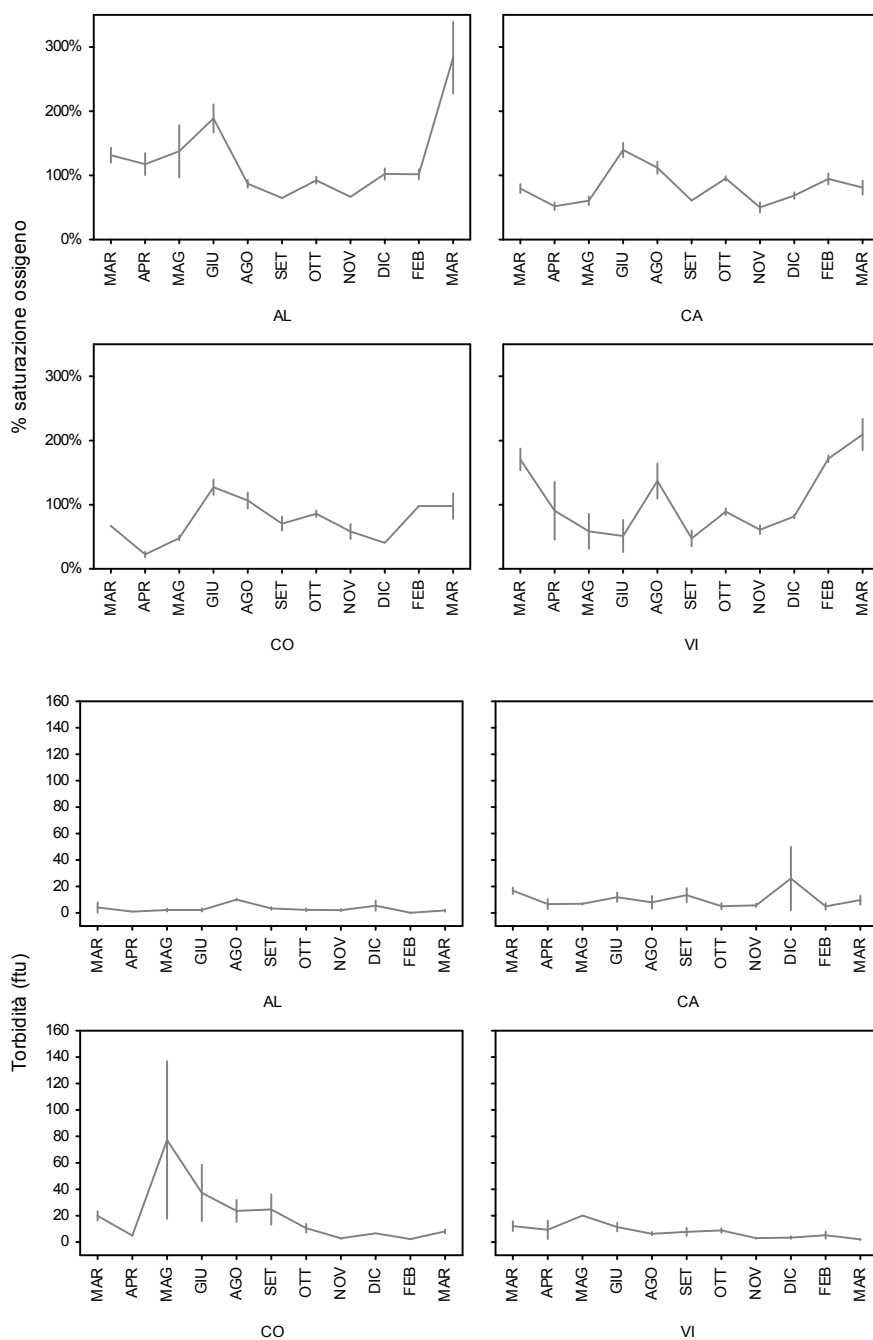 % saturazione ossigeno
300%
200%
100%
0%
MAR APR MAG GIU AGO SET OTT NOV DIC FEB MAR
AL
MAR APR MAG GIU AGO SET OTT NOV DIC FEB MAR
CA
300%
200%
100%
0%
MAR APR MAG GIU AGO SET OTT NOV DIC FEB MAR
CO
MAR APR MAG GIU AGO SET OTT NOV DIC FEB MAR
VI
Torbidità (ftu)
160
140
120
100
80
60
40
20
0
MAR APR MAG GIU AGO SET OTT NOV DIC FEB MAR
AL
MAR APR MAG GIU AGO SET OTT NOV DIC FEB MAR
CA
160
140
120
100
80
60
40
20
0
MAR APR MAG GIU AGO SET OTT NOV DIC FEB MAR
CO
MAR APR MAG GIU AGO SET OTT NOV DIC FEB MAR
VI